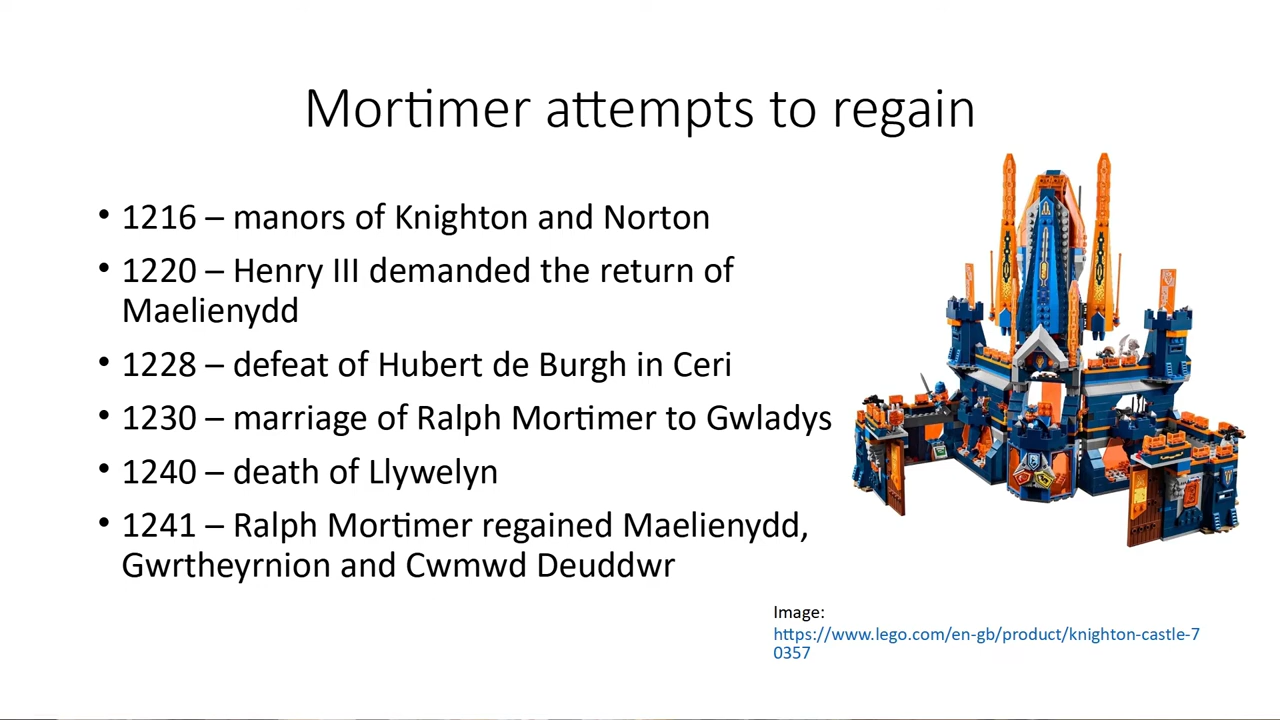 Mortimer attempts to regain
• 1216 – manors of Knighton and Norton
• 1220 – Henry III demanded the return of
Maelienydd
• 1228 – defeat of Hubert de Burgh in Ceri
• 1230 – marriage of Ralph Mortimer to Gwladys
• 1240 – death of Llywelyn
• 1241 – Ralph Mortimer regained Maelienydd,
Gwrtheyrnion and Cwmwd Deuddwr
Image:
https://www.lego.com/en-gb/product/knighton-castle-7
0357